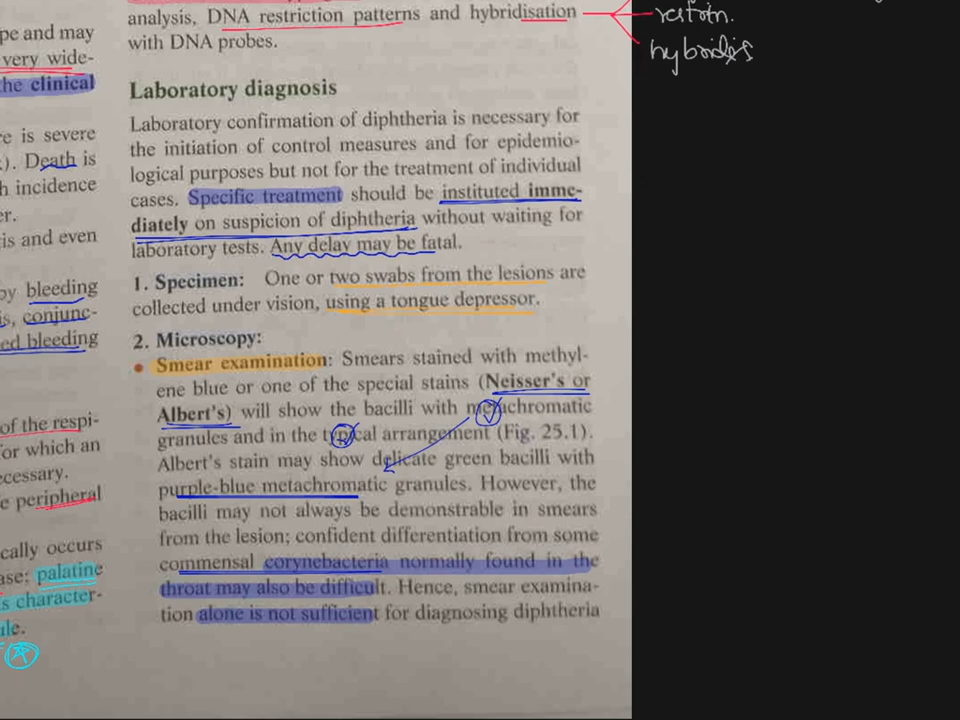 pe and may
very wide-
he clinical
re is severe
). Death is
h incidence
er.
is and even
by bleeding
s, conjunc-
ed bleeding
of the respi-
for which an
ecessary.
e peripheral
cally occurs
ase; palatine
s character-
ule.
analysis, DNA restriction patterns and hybridisation
with DNA probes.
Laboratory diagnosis
Laboratory confirmation of diphtheria is necessary for
the initiation of control measures and for epidemio-
logical purposes but not for the treatment of individual
cases. Specific treatment should be instituted imme-
diately on suspicion of diphtheria without waiting for
laboratory tests. Any delay may be fatal.
1. Specimen: One or two swabs from the lesions are
collected under vision, using a tongue depressor.
2. Microscopy:
• Smear examination: Smears stained with methyl-
ene blue or one of the special stains (Neisser's or
Albert's) will show the bacilli with metachromatic
granules and in the typical arrangement (Fig. 25.1).
Albert's stain may show delicate green bacilli with
purple-blue metachromatic granules. However, the
bacilli may not always be demonstrable in smears
from the lesion; confident differentiation from some
commensal corynebacteria normally found in the
throat may also be difficult. Hence, smear examina-
tion alone is not sufficient for diagnosing diphtheria